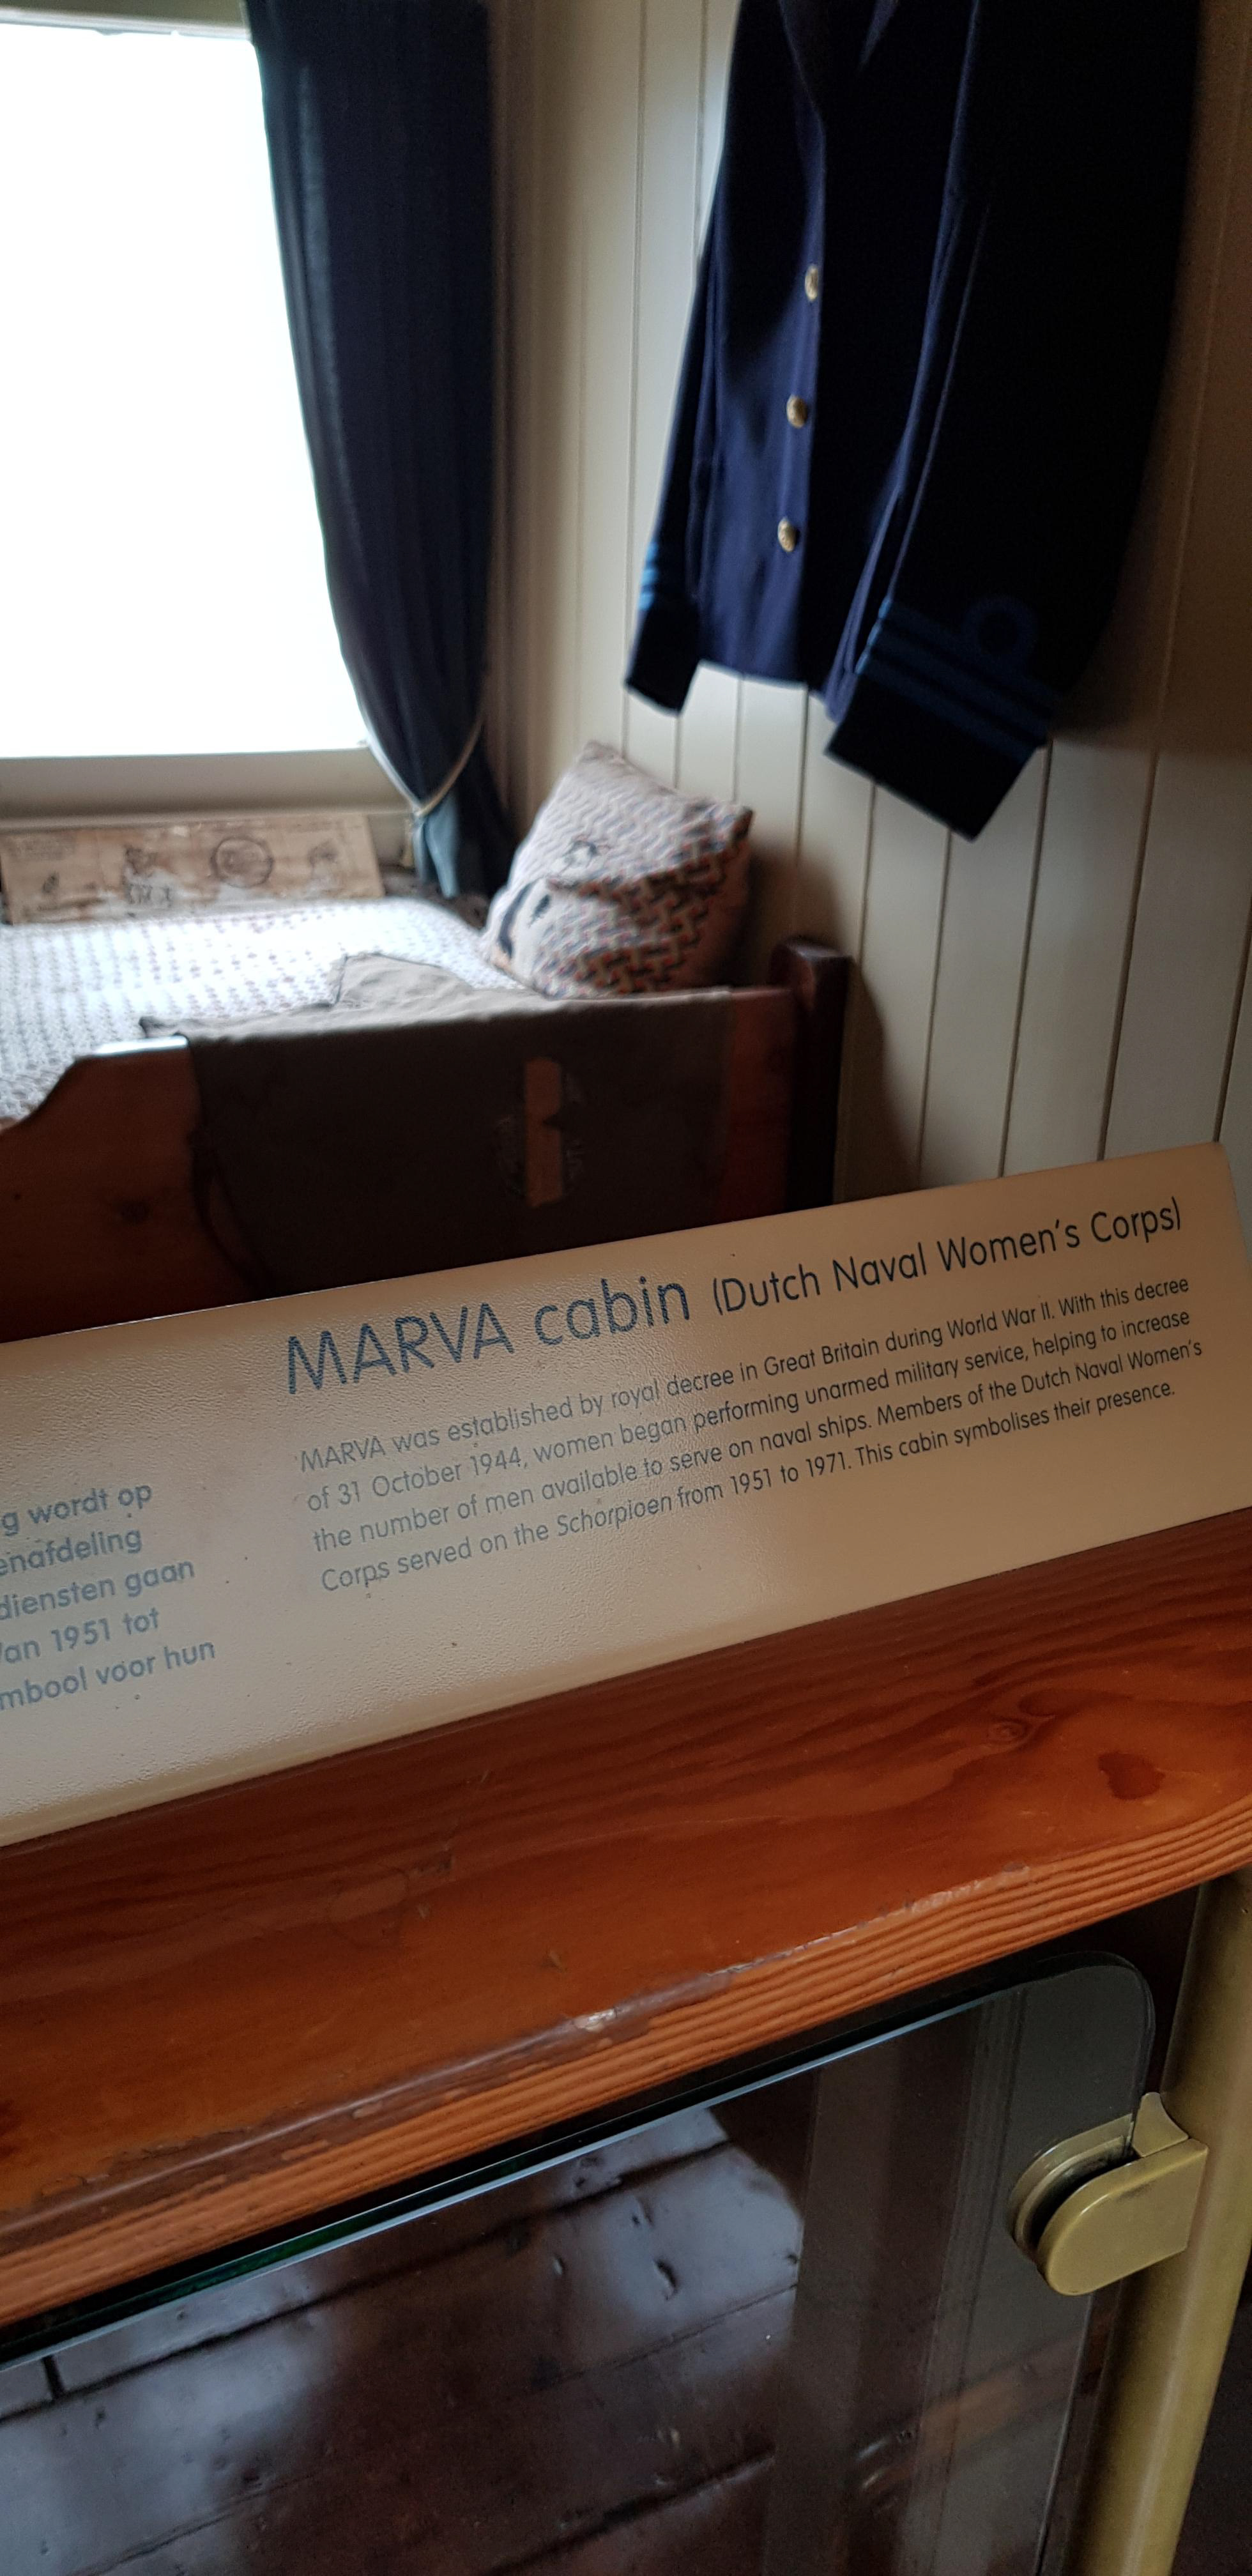 MARVA cabin (Dutch Naval Women's Corps)
MARVA was established by royal decree in Great Britain during World War II. With this decree
of 31 October 1944, women began performing unarmed military service, helping to increase
the number of men available to serve on naval ships. Members of the Dutch Naval Women's
Corps served on the Schorpioen from 1951 to 1971. This cabin symbolises their presence.
g wordt op
enafdeling
diensten gaan
Van 1951 tot
mbool voor hun